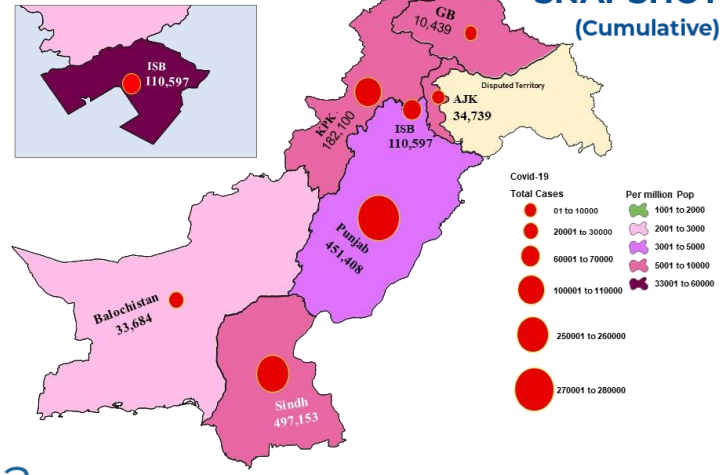 SNAPSHOT
(Cumulative)
ISB
110,597
GB
10,439
Disputed Territory
AJK
34,739
KPK
182,100
ISB
110,597
Punjab
451,408
Balochistan
33,684
Sindh
497,153
Covid-19
Total Cases
01 to 10000
20001 to 30000
60001 to 70000
100001 to 110000
250001 to 260000
270001 to 280000
Per million Pop
1001 to 2000
2001 to 3000
3001 to 5000
5001 to 10000
33001 to 60000